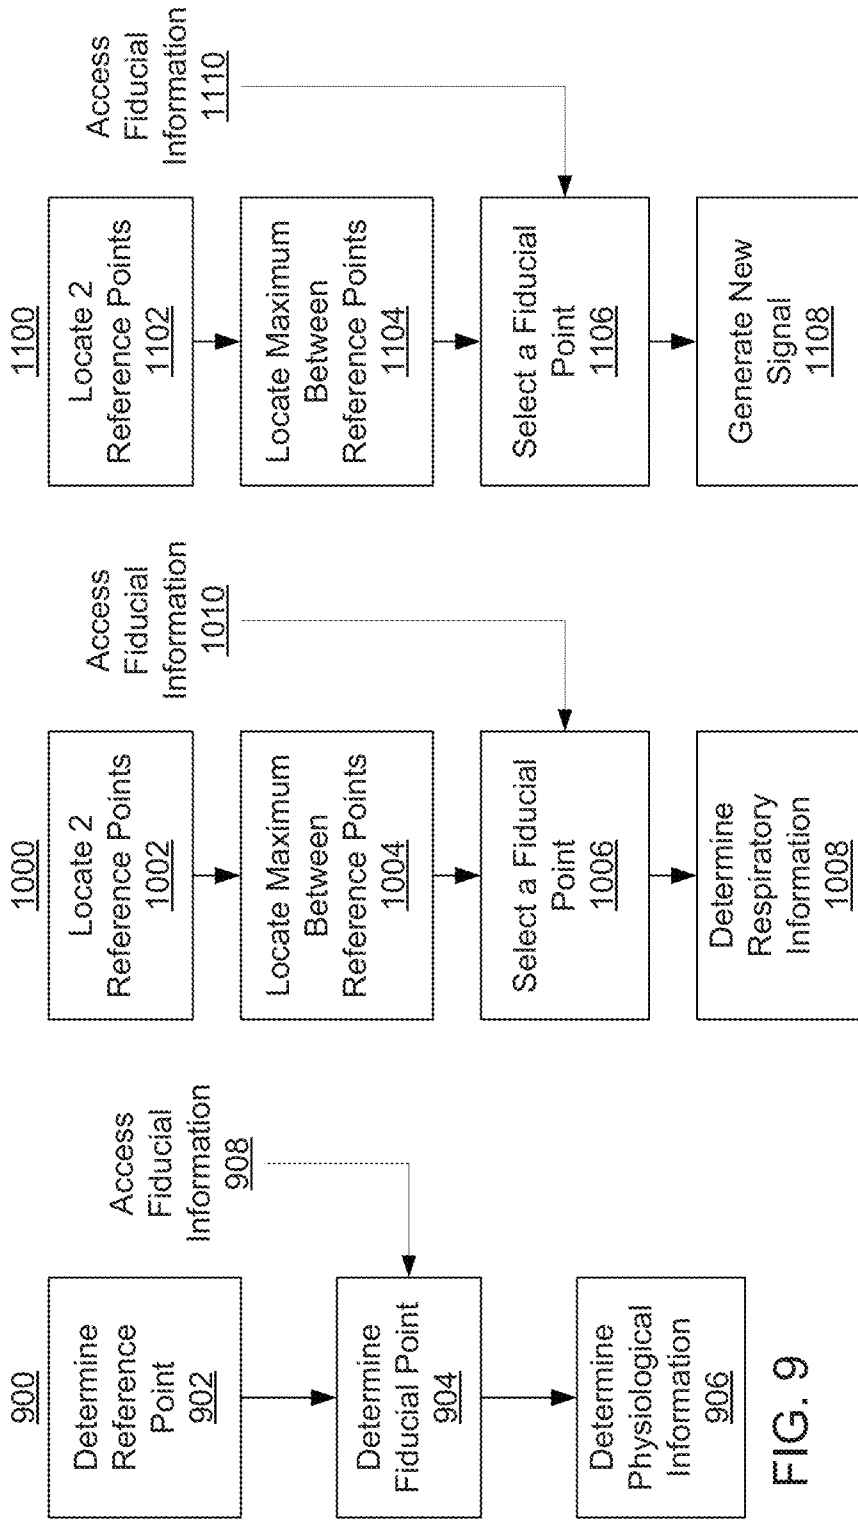 900
Determine
Reference
Point
902
Access
Fiducial
Information
908
Determine
Fiducial Point
904
Determine
Physiological
Information
906
FIG. 9
1000
Locate 2
Reference Points
1002
Locate Maximum
Between
Reference Points
1004
Access
Fiducial
Information
1010
Select a Fiducial
Point
1006
Determine
Respiratory
Information
1008
1100
Locate 2
Reference Points
1102
Locate Maximum
Between
Reference Points
1104
Access
Fiducial
Information
1110
Select a Fiducial
Point
1106
Generate New
Signal
1108